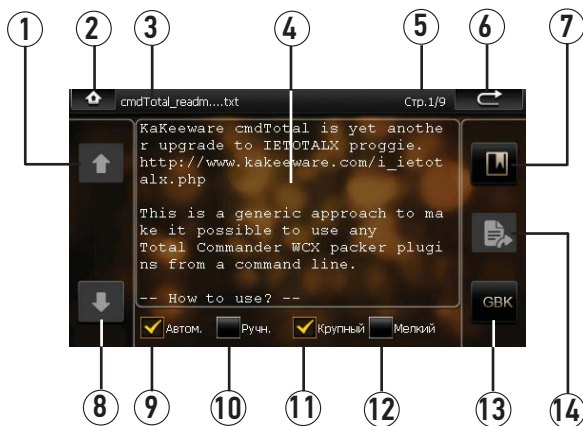 1 2 3 4 5 6 7
cmdTotal_readm....txt Стр.1/9
KaKeeware cmdTotal is yet anothe
r upgrade to IETOTALX proggie.
http://www.kakeeware.com/i_ietot
alx.php
This is a generic approach to ma
ke it possible to use any
Total Commander WCX packer plugi
ns from a command line.
-- How to use? --
GBK
Автом. Ручн. Крупный Мелкий
8 9 10 11 12 13 14